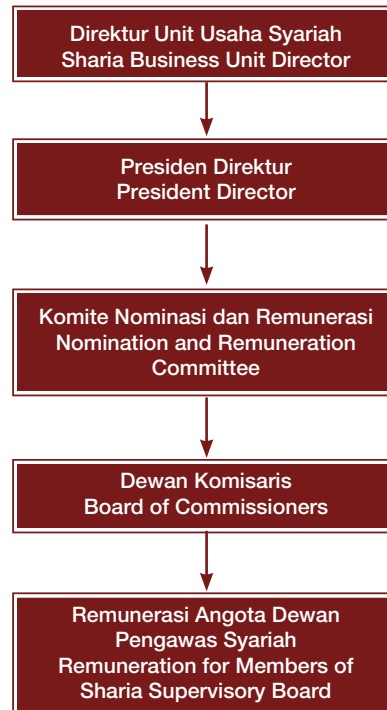 Direktur Unit Usaha Syariah
Sharia Business Unit Director
Presiden Direktur
President Director
Komite Nominasi dan Remunerasi
Nomination and Remuneration
Committee
Dewan Komisaris
Board of Commissioners
Remunerasi Angota Dewan
Pengawas Syariah
Remuneration for Members of
Sharia Supervisory Board